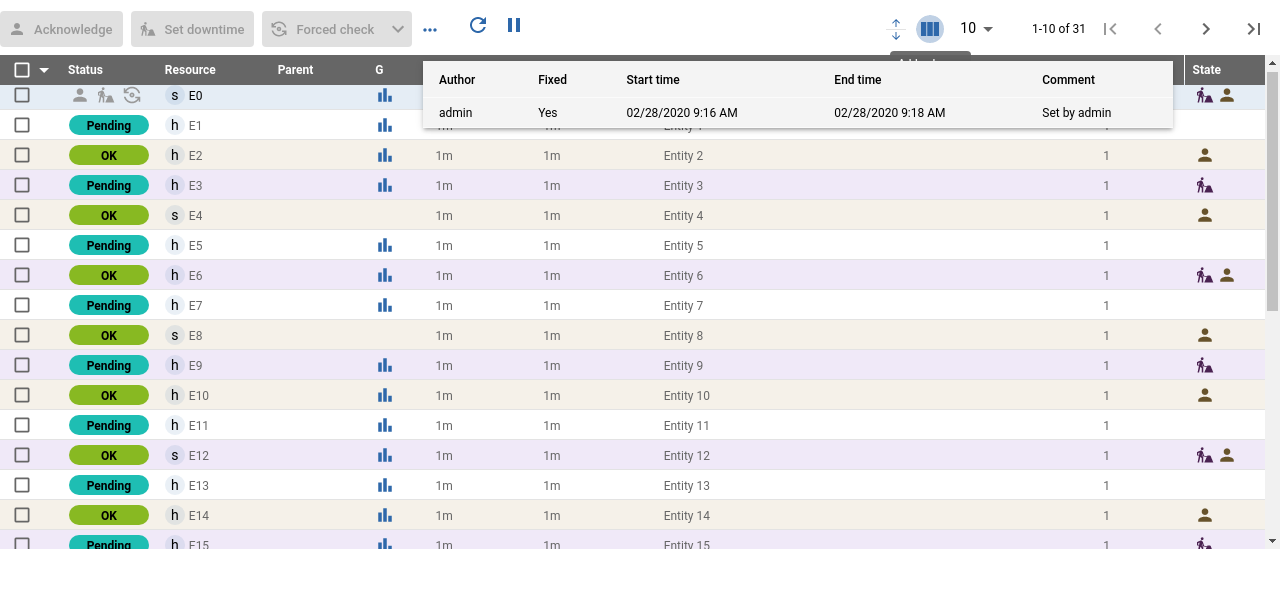 Acknowledge Set downtime Forced check ... 10 1-10 of 31
Status Resource Parent G State
Author Fixed Start time End time Comment
admin Yes 02/28/2020 9:16 AM 02/28/2020 9:18 AM Set by admin
s E0
Pending h E1
OK h E2 1m 1m Entity 2 1
Pending h E3 1m 1m Entity 3 1
OK s E4 1m 1m Entity 4 1
Pending h E5 1m 1m Entity 5 1
OK h E6 1m 1m Entity 6 1
Pending h E7 1m 1m Entity 7 1
OK s E8 1m 1m Entity 8 1
Pending h E9 1m 1m Entity 9 1
OK h E10 1m 1m Entity 10 1
Pending h E11 1m 1m Entity 11 1
OK s E12 1m 1m Entity 12 1
Pending h E13 1m 1m Entity 13 1
OK h E14 1m 1m Entity 14 1
Pending h E15 1m 1m Entity 15 1